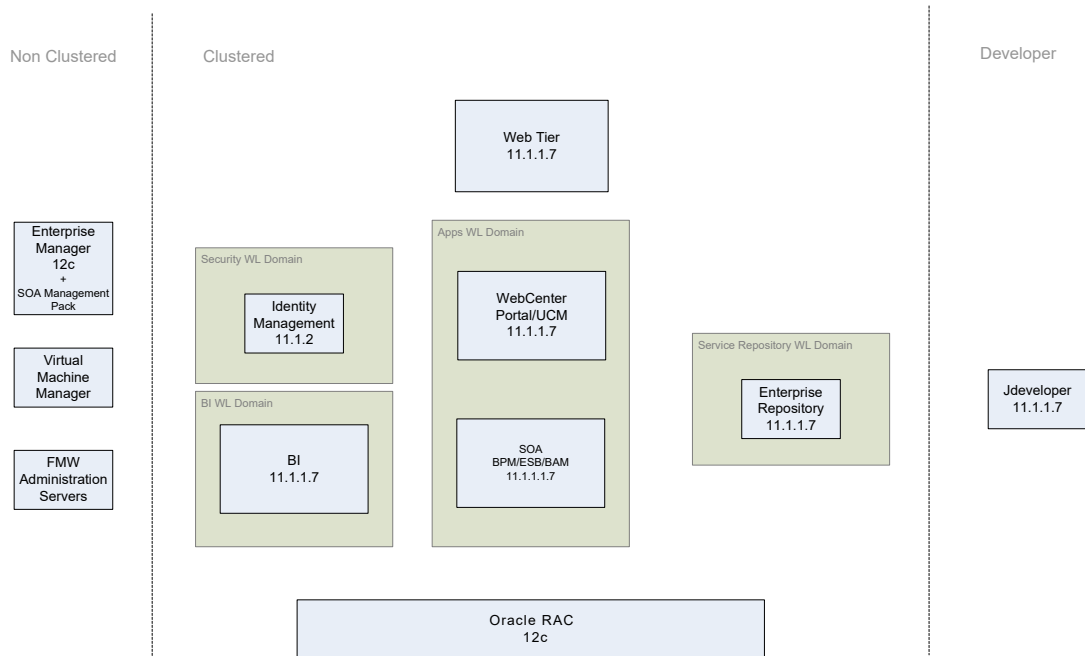 Non Clustered
Clustered
Developer
Web Tier
11.1.1.7
Enterprise
Manager
12c
+
SOA Management
Pack
Virtual
Machine
Manager
FMW
Administration
Servers
Security WL Domain
Identity
Management
11.1.2
BI WL Domain
BI
11.1.1.7
Apps WL Domain
WebCenter
Portal/UCM
11.1.1.7
SOA
BPM/ESB/BAM
11.1.1.1.7
Service Repository WL Domain
Enterprise
Repository
11.1.1.7
Jdeveloper
11.1.1.7
Oracle RAC
12c